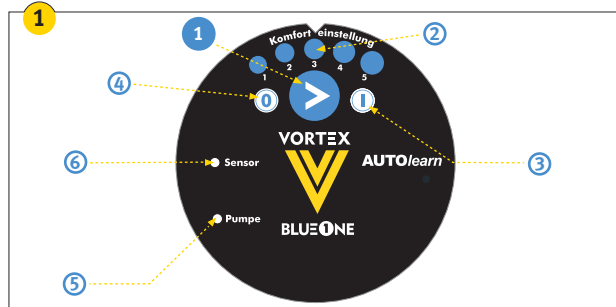 1
1
Komfort einstellung
2
1 2 3 4 5
4
0
>
I
3
VORTEX
6
Sensor
AUTOlearn
Pumpe
BLUE1NE
5